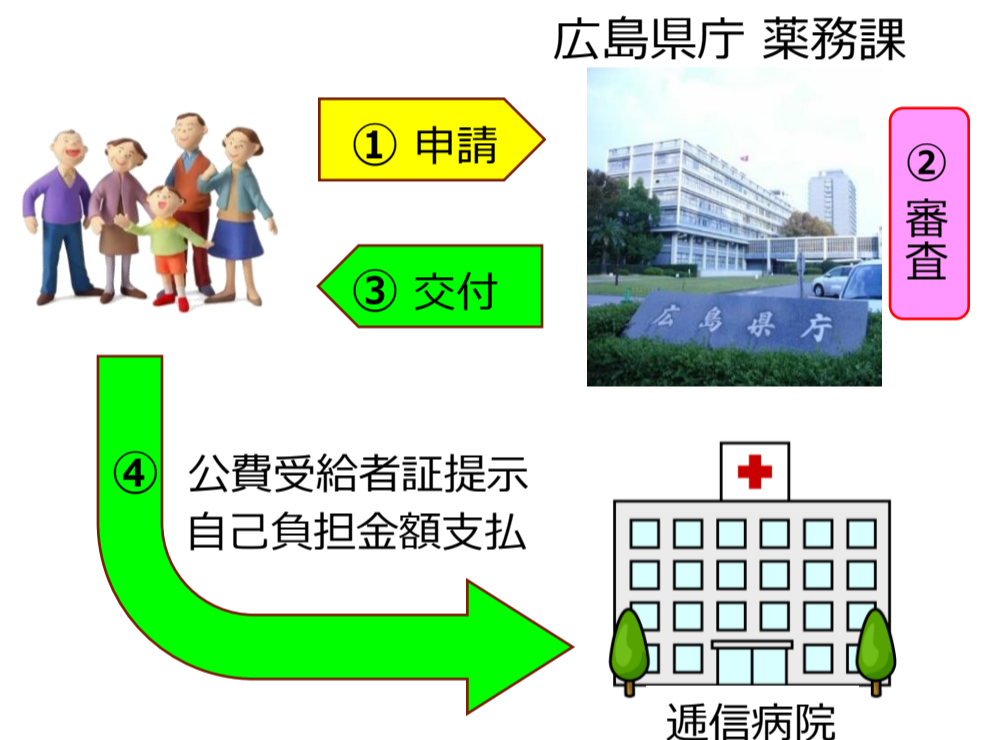 広島県庁 薬務課
① 申請
② 審査
③ 交付
広島県庁
④ 公費受給者証提示
自己負担金額支払
逓信病院